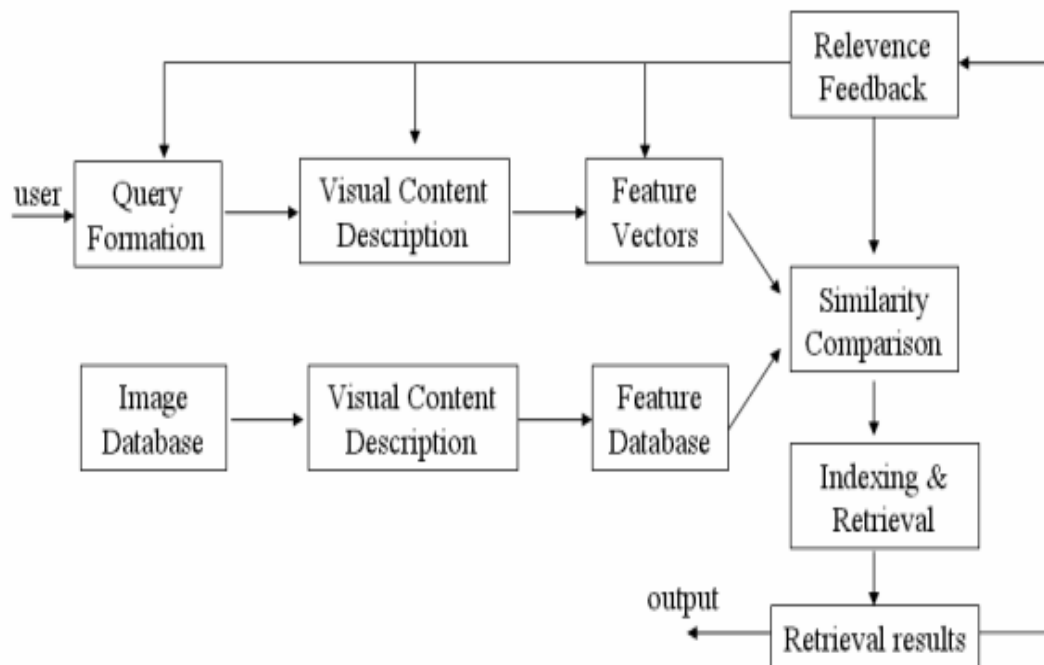 Relevence
Feedback
user
Query
Formation
Visual Content
Description
Feature
Vectors
Similarity
Comparison
Image
Database
Visual Content
Description
Feature
Database
Indexing &
Retrieval
output
Retrieval results